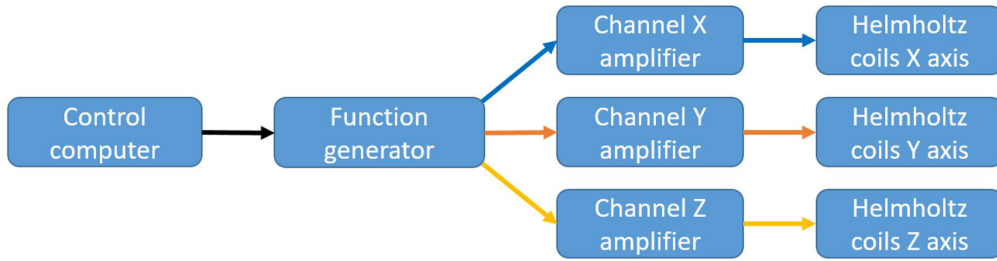 Control
computer
Function
generator
Channel X
amplifier
Helmholtz
coils X axis
Channel Y
amplifier
Helmholtz
coils Y axis
Channel Z
amplifier
Helmholtz
coils Z axis